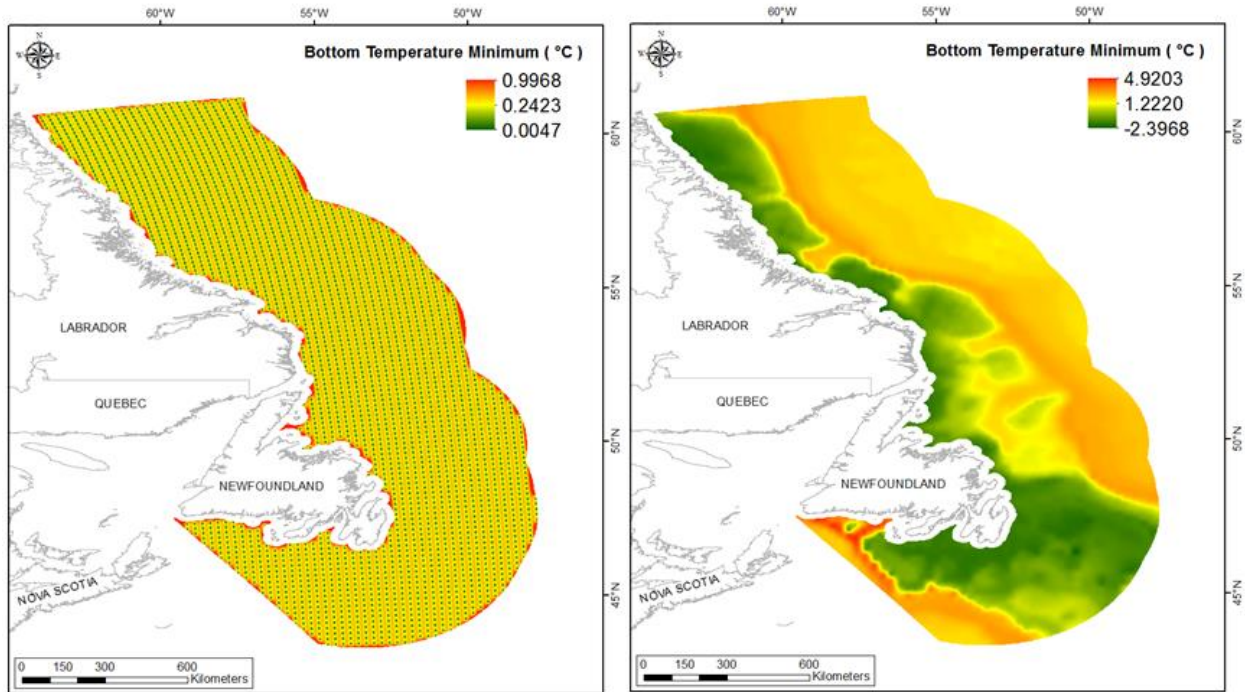 60°W 55°W 50°W
Bottom Temperature Minimum ( °C )
0.9968
0.2423
0.0047
N
W E
S
60°N
55°N
50°N
45°N
LABRADOR
QUEBEC
NEWFOUNDLAND
NOVA SCOTIA
0 150 300 600
Kilometers
60°W 55°W 50°W
Bottom Temperature Minimum ( °C )
4.9203
1.2220
-2.3968
N
W E
S
60°N
55°N
50°N
45°N
LABRADOR
QUEBEC
NEWFOUNDLAND
NOVA SCOTIA
0 150 300 600
Kilometers